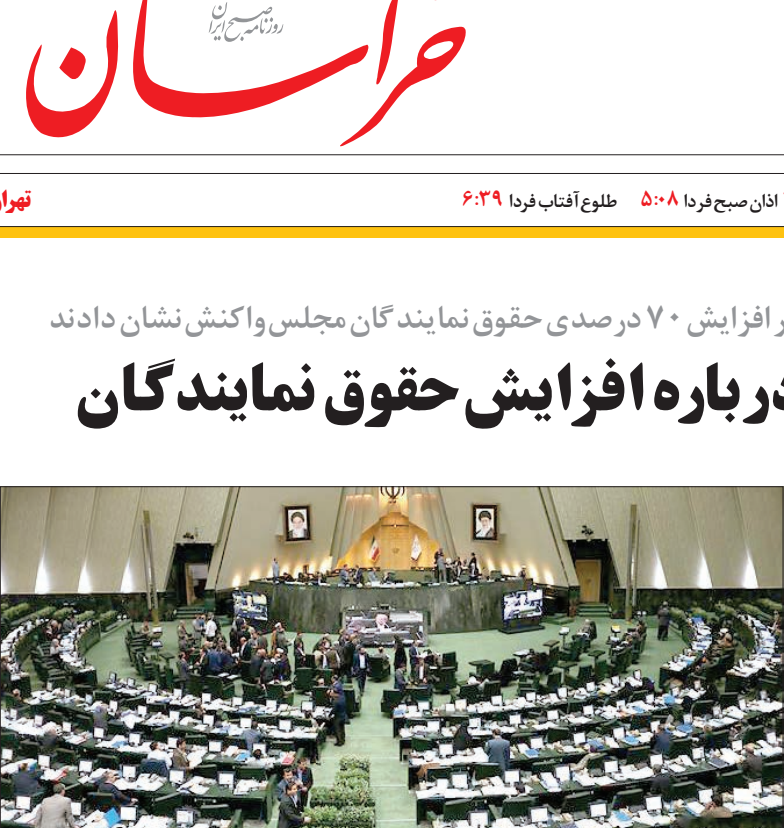 روزنامه صبح ایران
خراسان
اذان صبح فردا ۵:۰۸ طلوع آفتاب فردا ۶:۳۹
افزایش ۷۰ درصدی حقوق نمایندگان مجلس واکنش نشان دادند
درباره افزایش حقوق نمایندگان